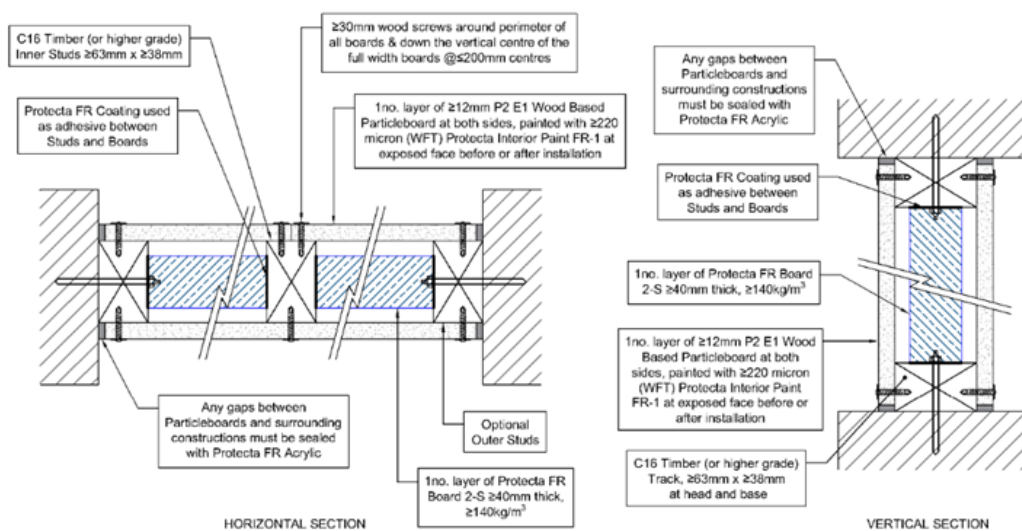 C16 Timber (or higher grade)
Inner Studs ≥63mm x ≥38mm
≥30mm wood screws around perimeter of
all boards & down the vertical centre of the
full width boards @≤200mm centres
Protecta FR Coating used
as adhesive between
Studs and Boards
1no. layer of ≥12mm P2 E1 Wood Based
Particleboard at both sides, painted with ≥220
micron (WFT) Protecta Interior Paint FR-1 at
exposed face before or after installation
Any gaps between
Particleboards and surrounding
constructions must be sealed
with Protecta FR Acrylic
Optional
Outer Studs
1no. layer of Protecta FR
Board 2-S ≥40mm thick,
≥140kg/m³
HORIZONTAL SECTION
Any gaps between
Particleboards and
surrounding constructions
must be sealed with
Protecta FR Acrylic
Protecta FR Coating used
as adhesive between
Studs and Boards
1no. layer of Protecta FR Board
2-S ≥40mm thick, ≥140kg/m³
1no. layer of ≥12mm P2 E1 Wood
Based Particleboard at both
sides, painted with ≥220 micron
(WFT) Protecta Interior Paint
FR-1 at exposed face before or
after installation
C16 Timber (or higher grade)
Track, ≥63mm x ≥38mm
at head and base
VERTICAL SECTION